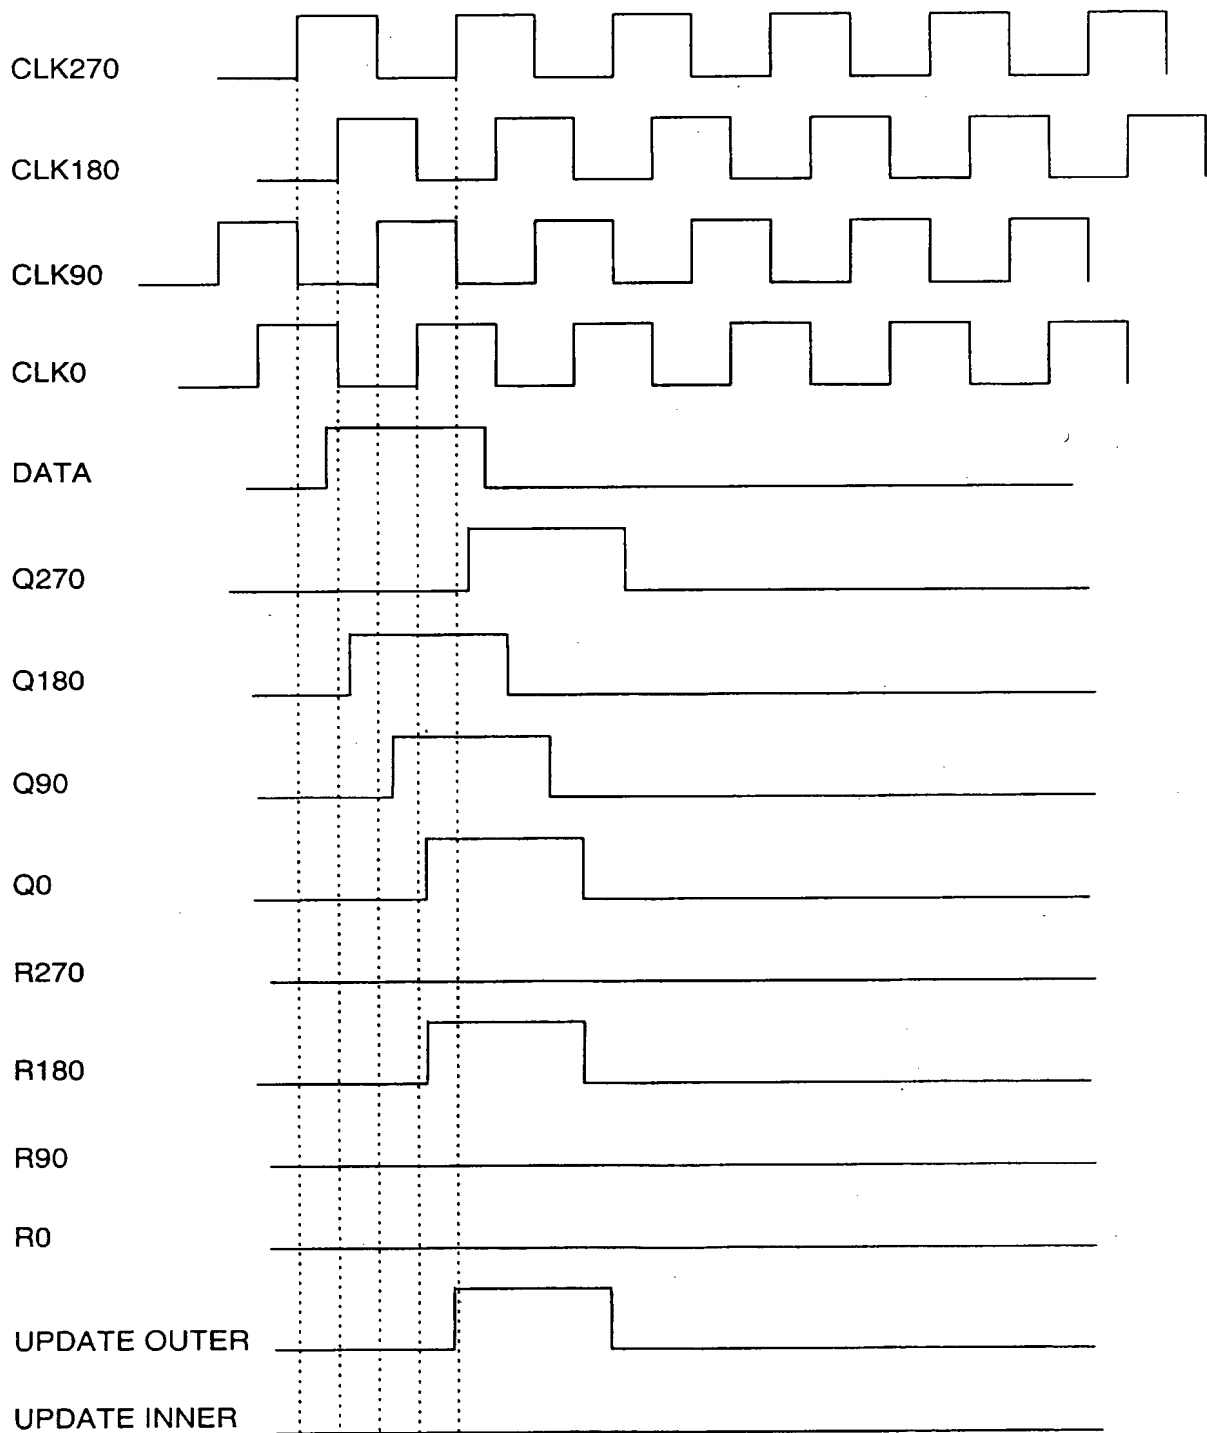 CLK270
CLK180
CLK90
CLK0
DATA
Q270
Q180
Q90
Q0
R270
R180
R90
R0
UPDATE OUTER
UPDATE INNER